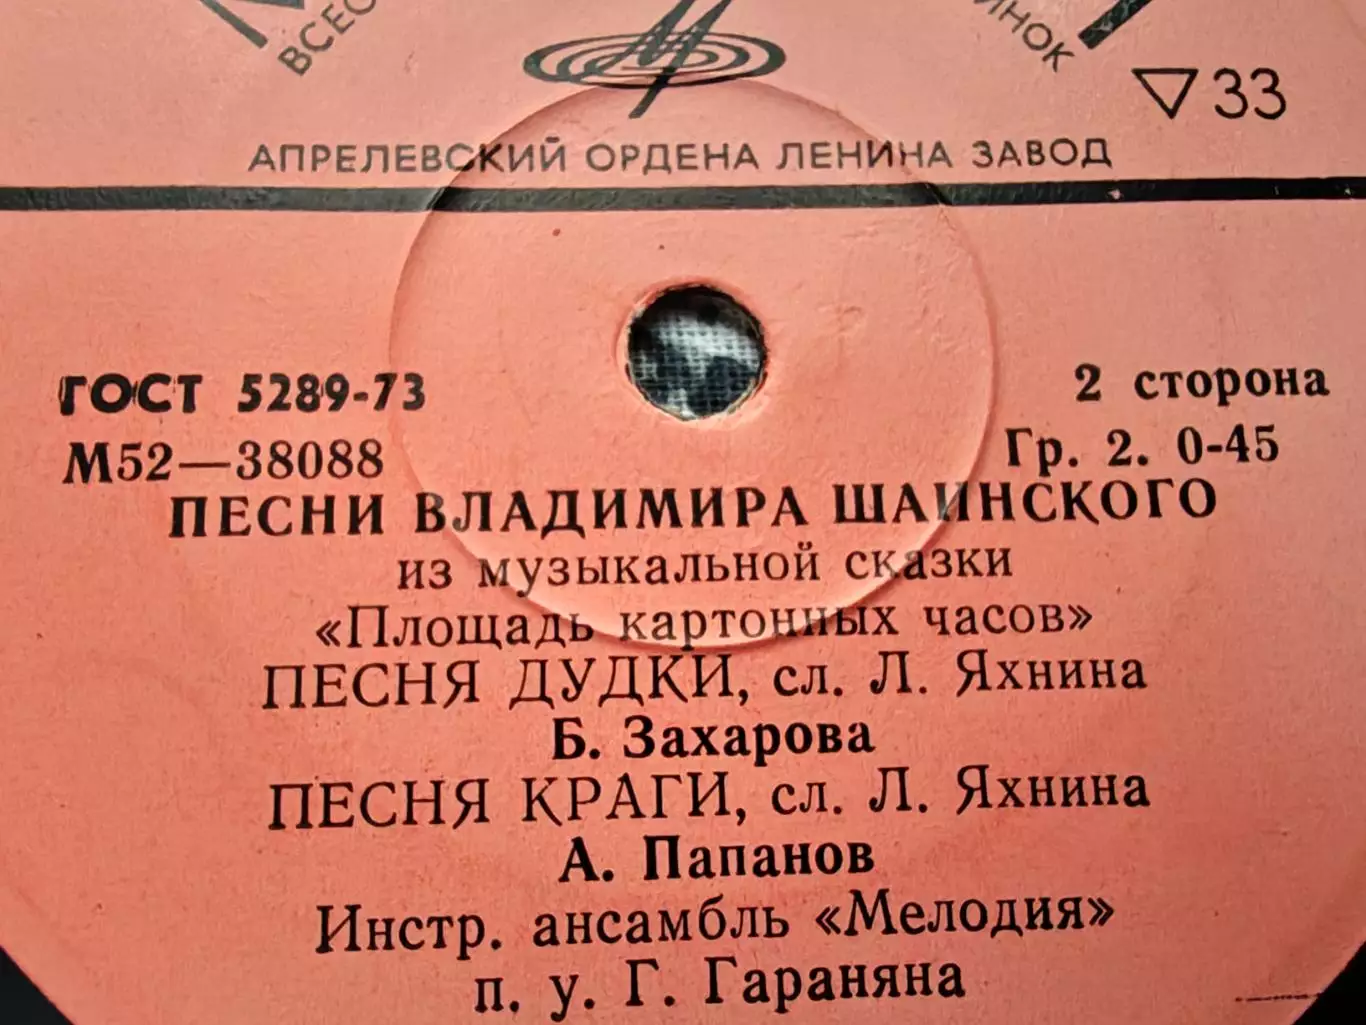 АПРЕЛЕВСКИЙ ОРДЕНА ЛЕНИНА ЗАВОД
▽33
ГОСТ 5289-73
2 сторона
М52—38088
Гр. 2. 0-45
ПЕСНИ ВЛАДИМИРА ШАИНСКОГО
из музыкальной сказки
«Площадь картонных часов»
ПЕСНЯ ДУДКИ, сл. Л. Яхнина
Б. Захарова
ПЕСНЯ КРАГИ, сл. Л. Яхнина
А. Папанов
Инстр. ансамбль «Мелодия»
п. у. Г. Гараняна